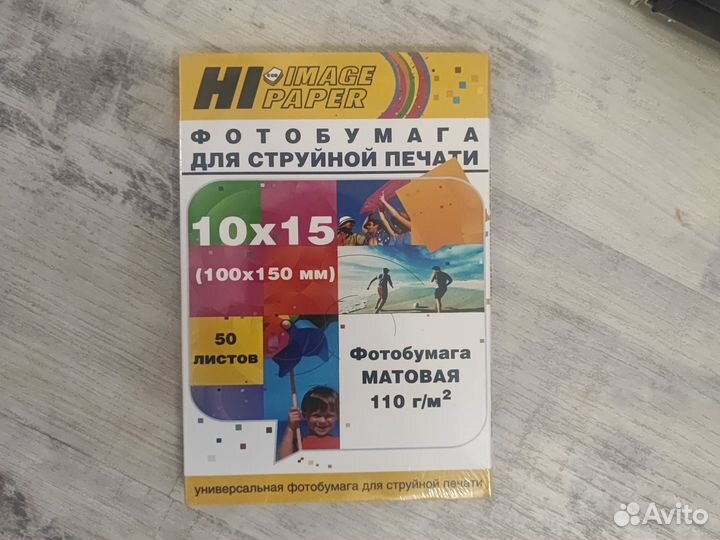 HI IMAGE
PAPER
ФОТОБУМАГА
ДЛЯ СТРУЙНОЙ ПЕЧАТИ
10x15
(100x150 мм)
50
листов
Фотобумага
МАТОВАЯ
110 г/м²
универсальная фотобумага для струйной печати
Avito